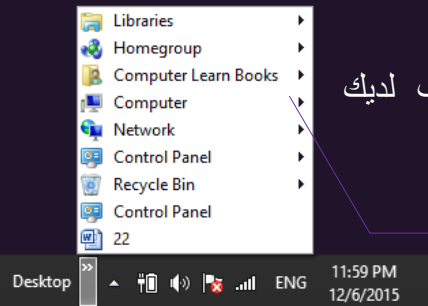 Libraries
Homegroup
Computer Learn Books
لديك
Computer
Network
Control Panel
Recycle Bin
Control Panel
22
Desktop
ENG
11:59 PM
12/6/2015